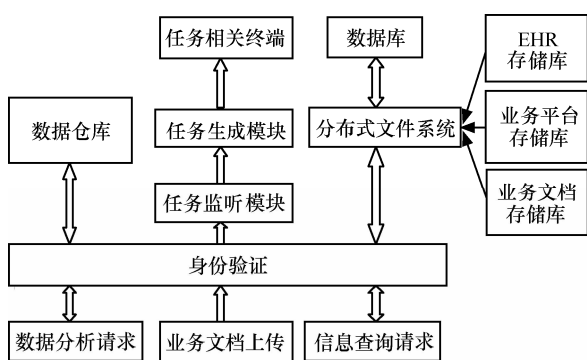 任务相关终端
数据库
EHR
存储库
数据仓库
任务生成模块
分布式文件系统
业务平台
存储库
任务监听模块
业务文档
存储库
身份验证
数据分析请求
业务文档上传
信息查询请求